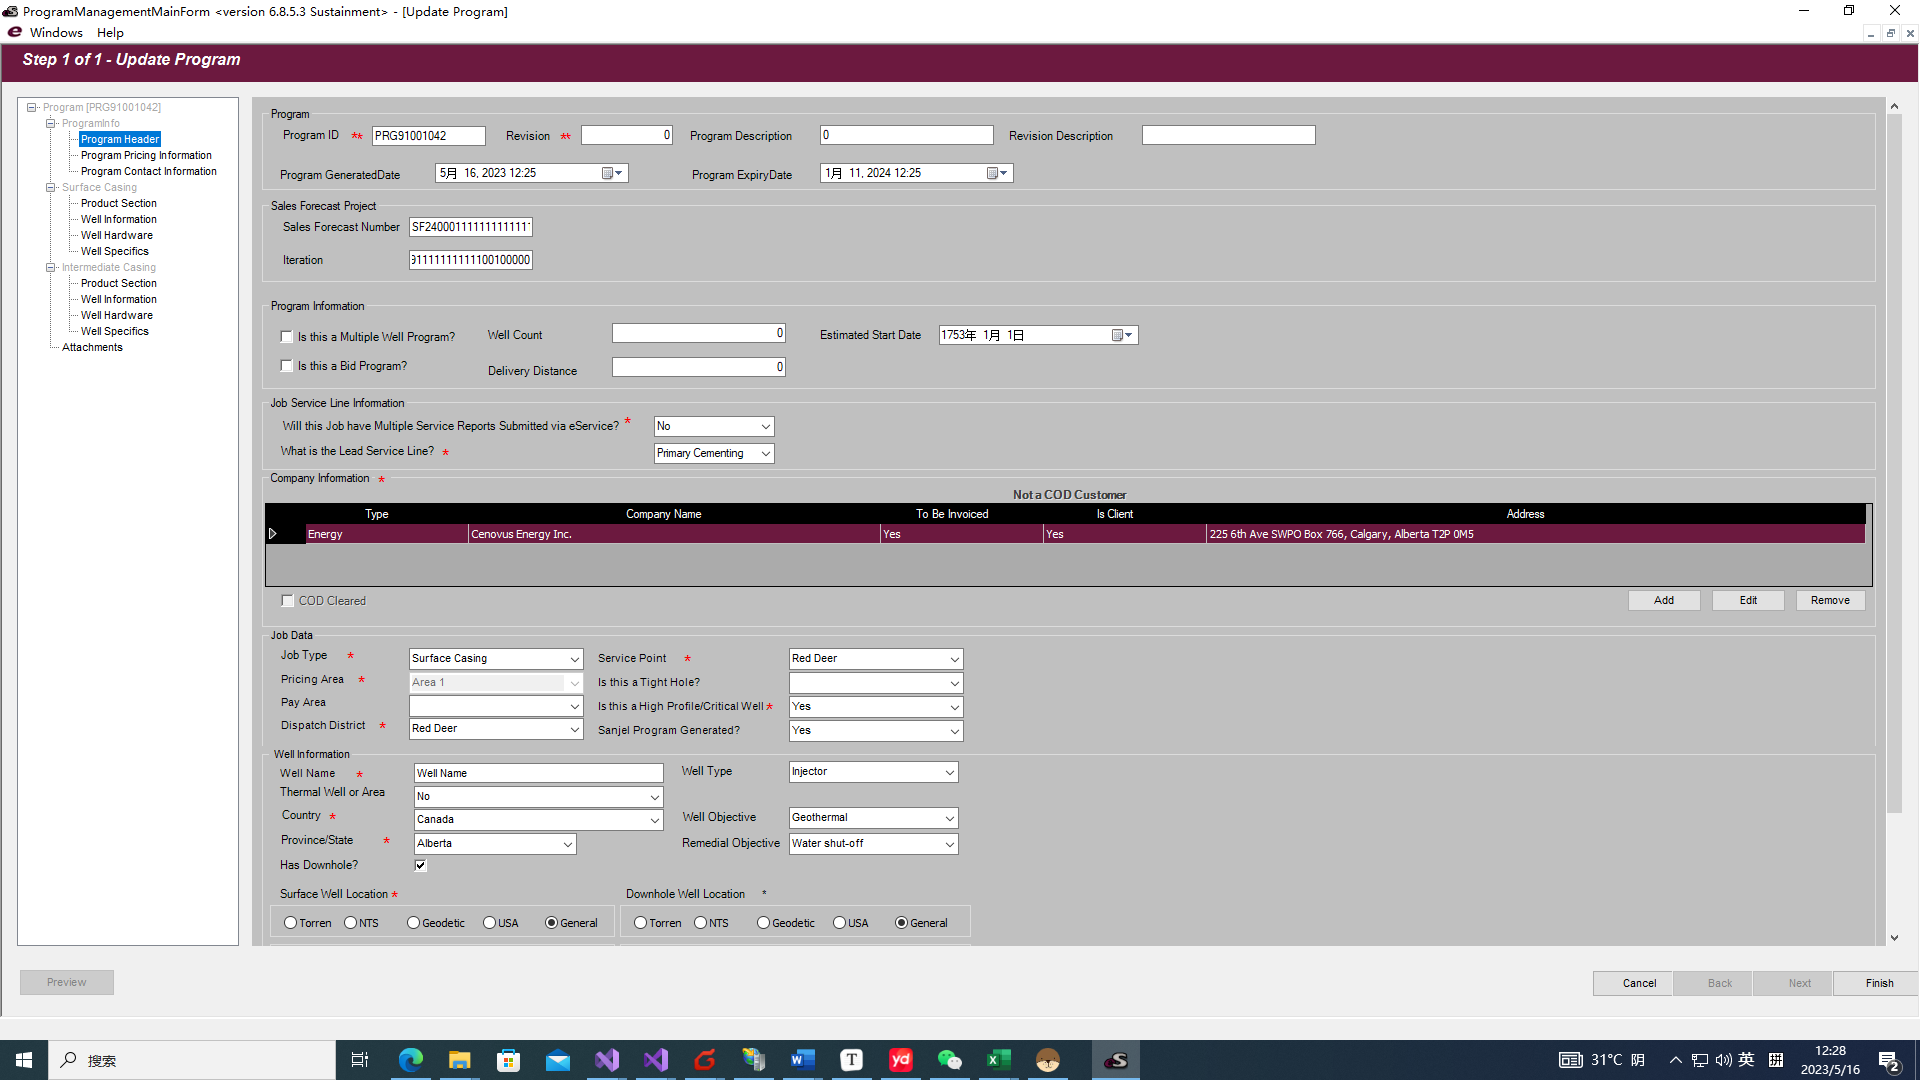 ProgramManagementMainForm <version 6.8.5.3 Sustainment> - [Update Program]
Windows Help
Step 1 of 1 - Update Program
Program [PRG91001042]
ProgramInfo
Program Header
Program Pricing Information
Program Contact Information
Surface Casing
Product Section
Well Information
Well Hardware
Well Specifics
Intermediate Casing
Product Section
Well Information
Well Hardware
Well Specifics
Attachments
Program
Program ID ** PRG91001042 Revision ** 0 Program Description 0 Revision Description
Program GeneratedDate 5月 16, 2023 12:25 Program ExpiryDate 1月 11, 2024 12:25
Sales Forecast Project
Sales Forecast Number
Iteration
Program Information
Is this a Multiple Well Program? Well Count 0 Estimated Start Date 1753年 1月 1日
Is this a Bid Program? Delivery Distance 0
Job Service Line Information
Will this Job have Multiple Service Reports Submitted via eService? * No
What is the Lead Service Line? * Primary Cementing
Company Information *
Not a COD Customer
Type Company Name To Be Invoiced Is Client Address
Energy Cenovus Energy Inc. Yes Yes 225 6th Ave SWPO Box 766, Calgary, Alberta T2P 0M5
COD Cleared Add Edit Remove
Job Data
Job Type * Surface Casing Service Point * Red Deer
Pricing Area * Area 1 Is this a Tight Hole?
Pay Area Is this a High Profile/Critical Well * Yes
Dispatch District * Red Deer Sanjel Program Generated? Yes
Well Information
Well Name * Well Name Well Type Injector
Thermal Well or Area No
Country * Canada Well Objective Geothermal
Province/State * Alberta Remedial Objective Water shut-off
Has Downhole?
Surface Well Location * Downhole Well Location *
Torren NTS Geodetic USA General Torren NTS Geodetic USA General
Preview Cancel Back Next Finish
搜索 31°C 阴 英 拼 12:28
2023/5/16 2